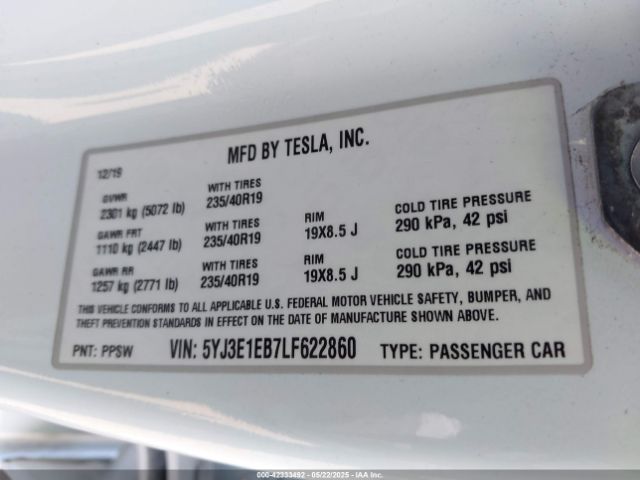 MFD BY TESLA, INC.
12/19
GVWR
2301 kg (5072 lb)
WITH TIRES
235/40R19
GAWR FRT
1110 kg (2447 lb)
WITH TIRES
235/40R19
RIM
19X8.5 J
COLD TIRE PRESSURE
290 kPa, 42 psi
GAWR RR
1257 kg (2771 lb)
WITH TIRES
235/40R19
RIM
19X8.5 J
COLD TIRE PRESSURE
290 kPa, 42 psi
THIS VEHICLE CONFORMS TO ALL APPLICABLE U.S. FEDERAL MOTOR VEHICLE SAFETY, BUMPER, AND
THEFT PREVENTION STANDARDS IN EFFECT ON THE DATE OF MANUFACTURE SHOWN ABOVE.
PNT: PPSW VIN: 5YJ3E1EB7LF622860 TYPE: PASSENGER CAR
000-42333492 - 05/22/2025 - IAA Inc.